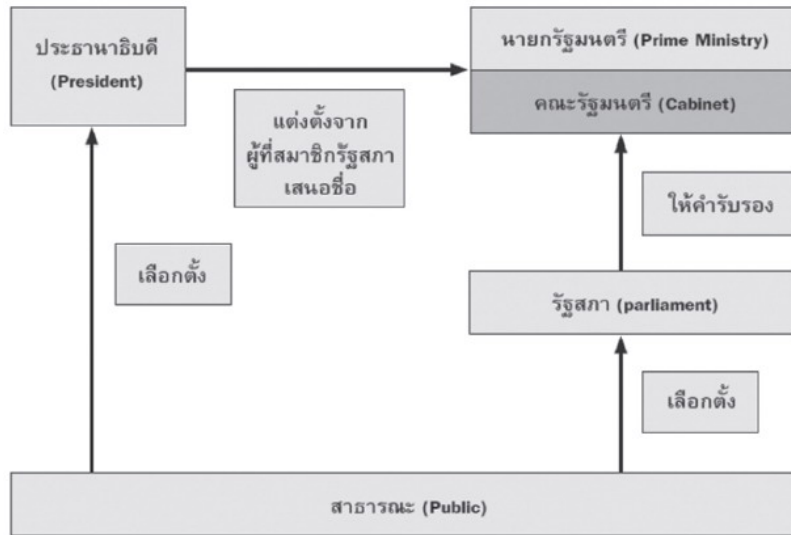 ประธานาธิบดี
(President)
นายกรัฐมนตรี (Prime Ministry)
คณะรัฐมนตรี (Cabinet)
แต่งตั้งจาก
ผู้ที่สมาชิกรัฐสภา
เสนอชื่อ
ให้คำรับรอง
เลือกตั้ง
รัฐสภา (parliament)
เลือกตั้ง
สาธารณะ (Public)